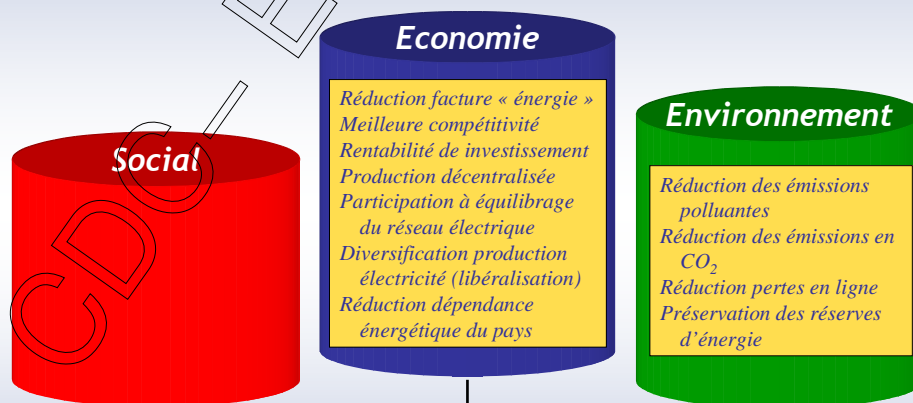 Economie
Réduction facture « énergie »
Meilleure compétitivité
Rentabilité de investissement
Production décentralisée
Participation à équilibrage
du réseau électrique
Diversification production
électricité (libéralisation)
Réduction dépendance
énergétique du pays
Environnement
Réduction des émissions
polluantes
Réduction des émissions en
CO₂
Réduction pertes en ligne
Préservation des réserves
d’énergie
Social
CDC/